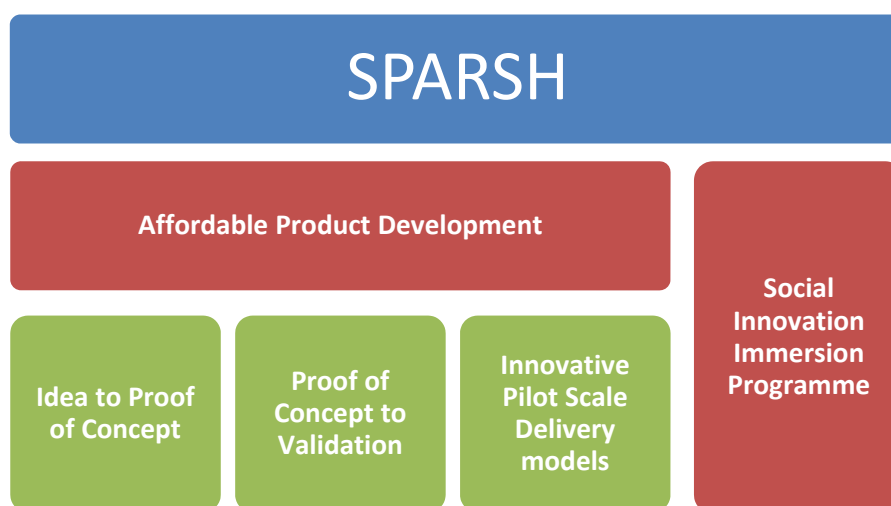 SPARSH
Affordable Product Development
Social
Innovation
Immersion
Programme
Idea to Proof
of Concept
Proof of
Concept to
Validation
Innovative
Pilot Scale
Delivery
models